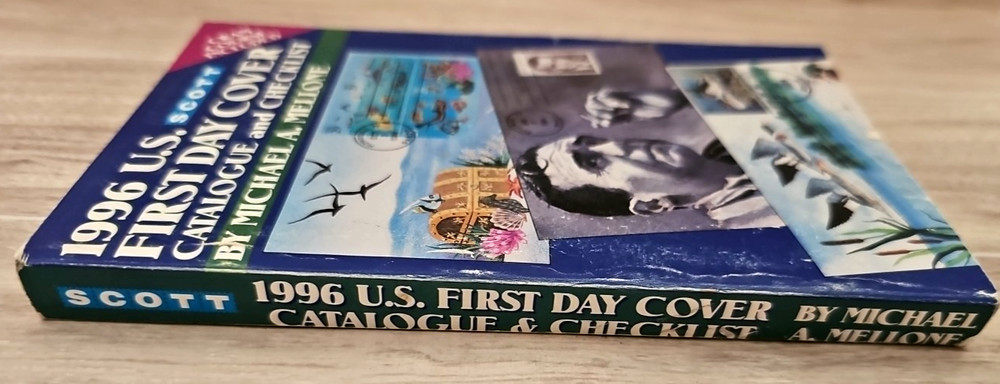 SCOTT
1996 U.S.
FIRST DAY COVER
CATALOGUE and CHECKLIST
BY MICHAEL A. MELLONE
SCOTT
1996 U.S. FIRST DAY COVER
CATALOGUE & CHECKLIST
BY MICHAEL
A. MELLONE